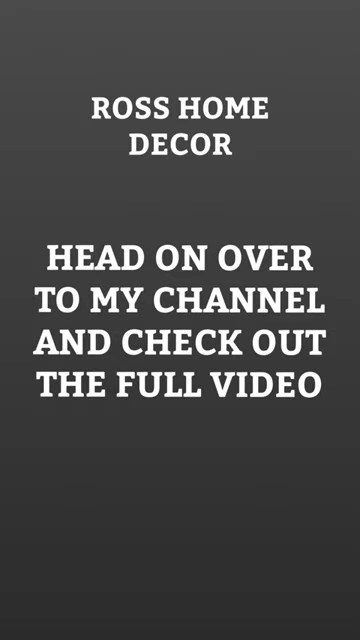 ROSS HOME
DECOR
HEAD ON OVER
TO MY CHANNEL
AND CHECK OUT
THE FULL VIDEO